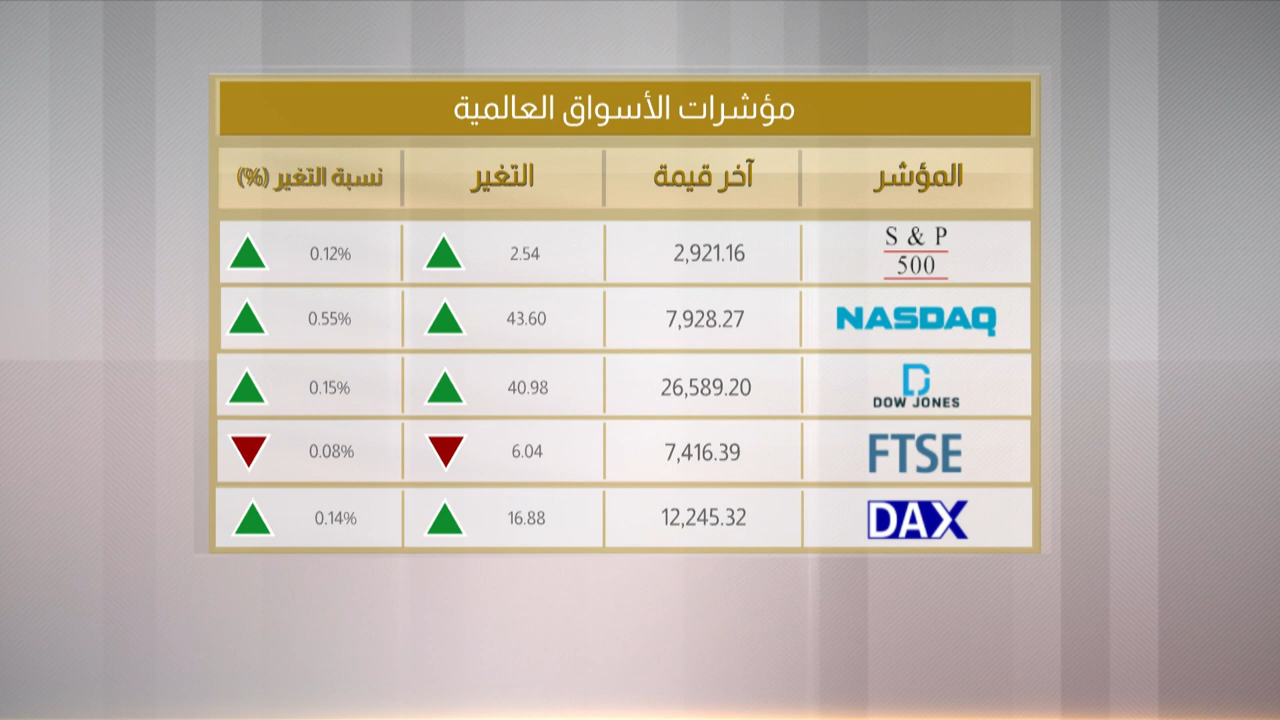 مؤشرات الأسواق العالمية
المؤشر آخر قيمة التغير نسبة التغير (%)
S & P
500 2,921.16 2.54 0.12%
NASDAQ 7,928.27 43.60 0.55%
DOW JONES 26,589.20 40.98 0.15%
FTSE 7,416.39 6.04 0.08%
DAX 12,245.32 16.88 0.14%